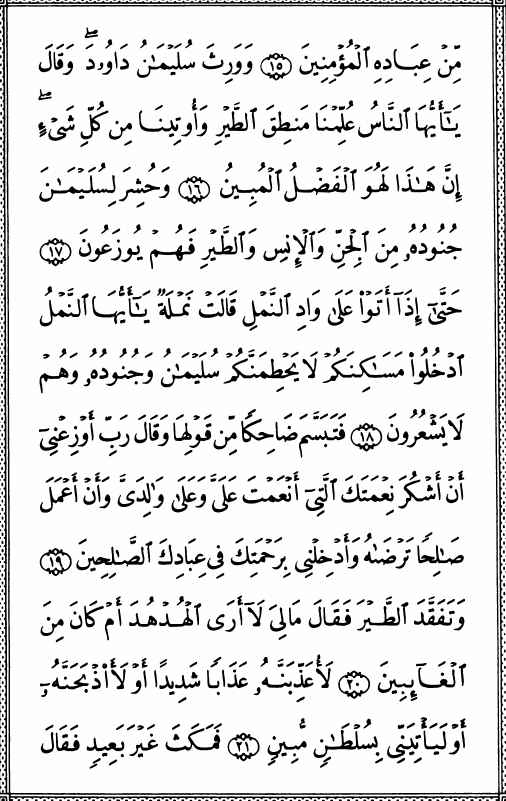 مِّنْ عِبَادِهِ ٱلْمُؤْمِنِينَ ١٥ وَوَرِثَ سُلَيْمَٰنُ دَاوُۥدَ ۖ وَقَالَ
يَٰٓأَيُّهَا ٱلنَّاسُ عُلِّمْنَا مَنطِقَ ٱلطَّيْرِ وَأُوتِينَا مِن كُلِّ شَىْءٍ ۖ
إِنَّ هَٰذَا لَهُوَ ٱلْفَضْلُ ٱلْمُبِينُ ١٦ وَحُشِرَ لِسُلَيْمَٰنَ
جُنُودُهُۥ مِنَ ٱلْجِنِّ وَٱلْإِنسِ وَٱلطَّيْرِ فَهُمْ يُوزَعُونَ ١٧
حَتَّىٰٓ إِذَآ أَتَوْا۟ عَلَىٰ وَادِ ٱلنَّمْلِ قَالَتْ نَمْلَةٌ يَٰٓأَيُّهَا ٱلنَّمْلُ
ٱدْخُلُوا۟ مَسَٰكِنَكُمْ لَا يَحْطِمَنَّكُمْ سُلَيْمَٰنُ وَجُنُودُهُۥ وَهُمْ
لَا يَشْعُرُونَ ١٨ فَتَبَسَّمَ ضَاحِكًا مِّن قَوْلِهَا وَقَالَ رَبِّ أَوْزِعْنِىٓ
أَنْ أَشْكُرَ نِعْمَتَكَ ٱلَّتِىٓ أَنْعَمْتَ عَلَىَّ وَعَلَىٰ وَٰلِدَىَّ وَأَنْ أَعْمَلَ
صَٰلِحًا تَرْضَىٰهُ وَأَدْخِلْنِى بِرَحْمَتِكَ فِى عِبَادِكَ ٱلصَّٰلِحِينَ ١٩
وَتَفَقَّدَ ٱلطَّيْرَ فَقَالَ مَالِىَ لَآ أَرَى ٱلْهُدْهُدَ أَمْ كَانَ مِنَ
ٱلْغَآئِبِينَ ٢٠ لَأُعَذِّبَنَّهُۥ عَذَابًا شَدِيدًا أَوْ لَأَا۟ذْبَحَنَّهُۥٓ
أَوْ لَيَأْتِيَنِّى بِسُلْطَٰنٍ مُّبِينٍ ٢١ فَمَكَثَ غَيْرَ بَعِيدٍ فَقَالَ